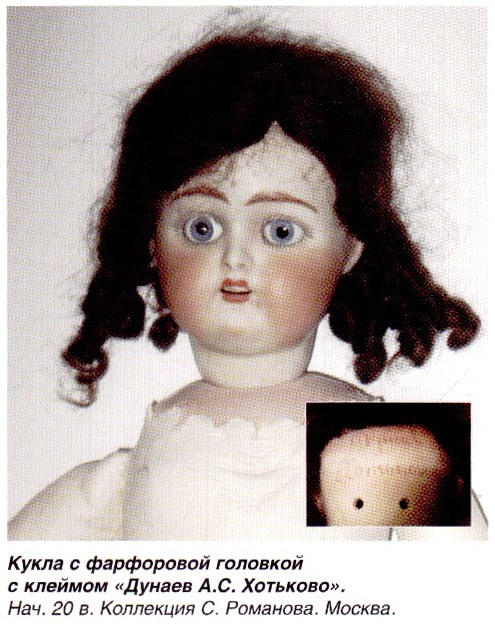 Кукла с фарфоровой головкой
с клеймом «Дунаев А.С. Хотьково».
Нач. 20 в. Коллекция С. Романова. Москва.